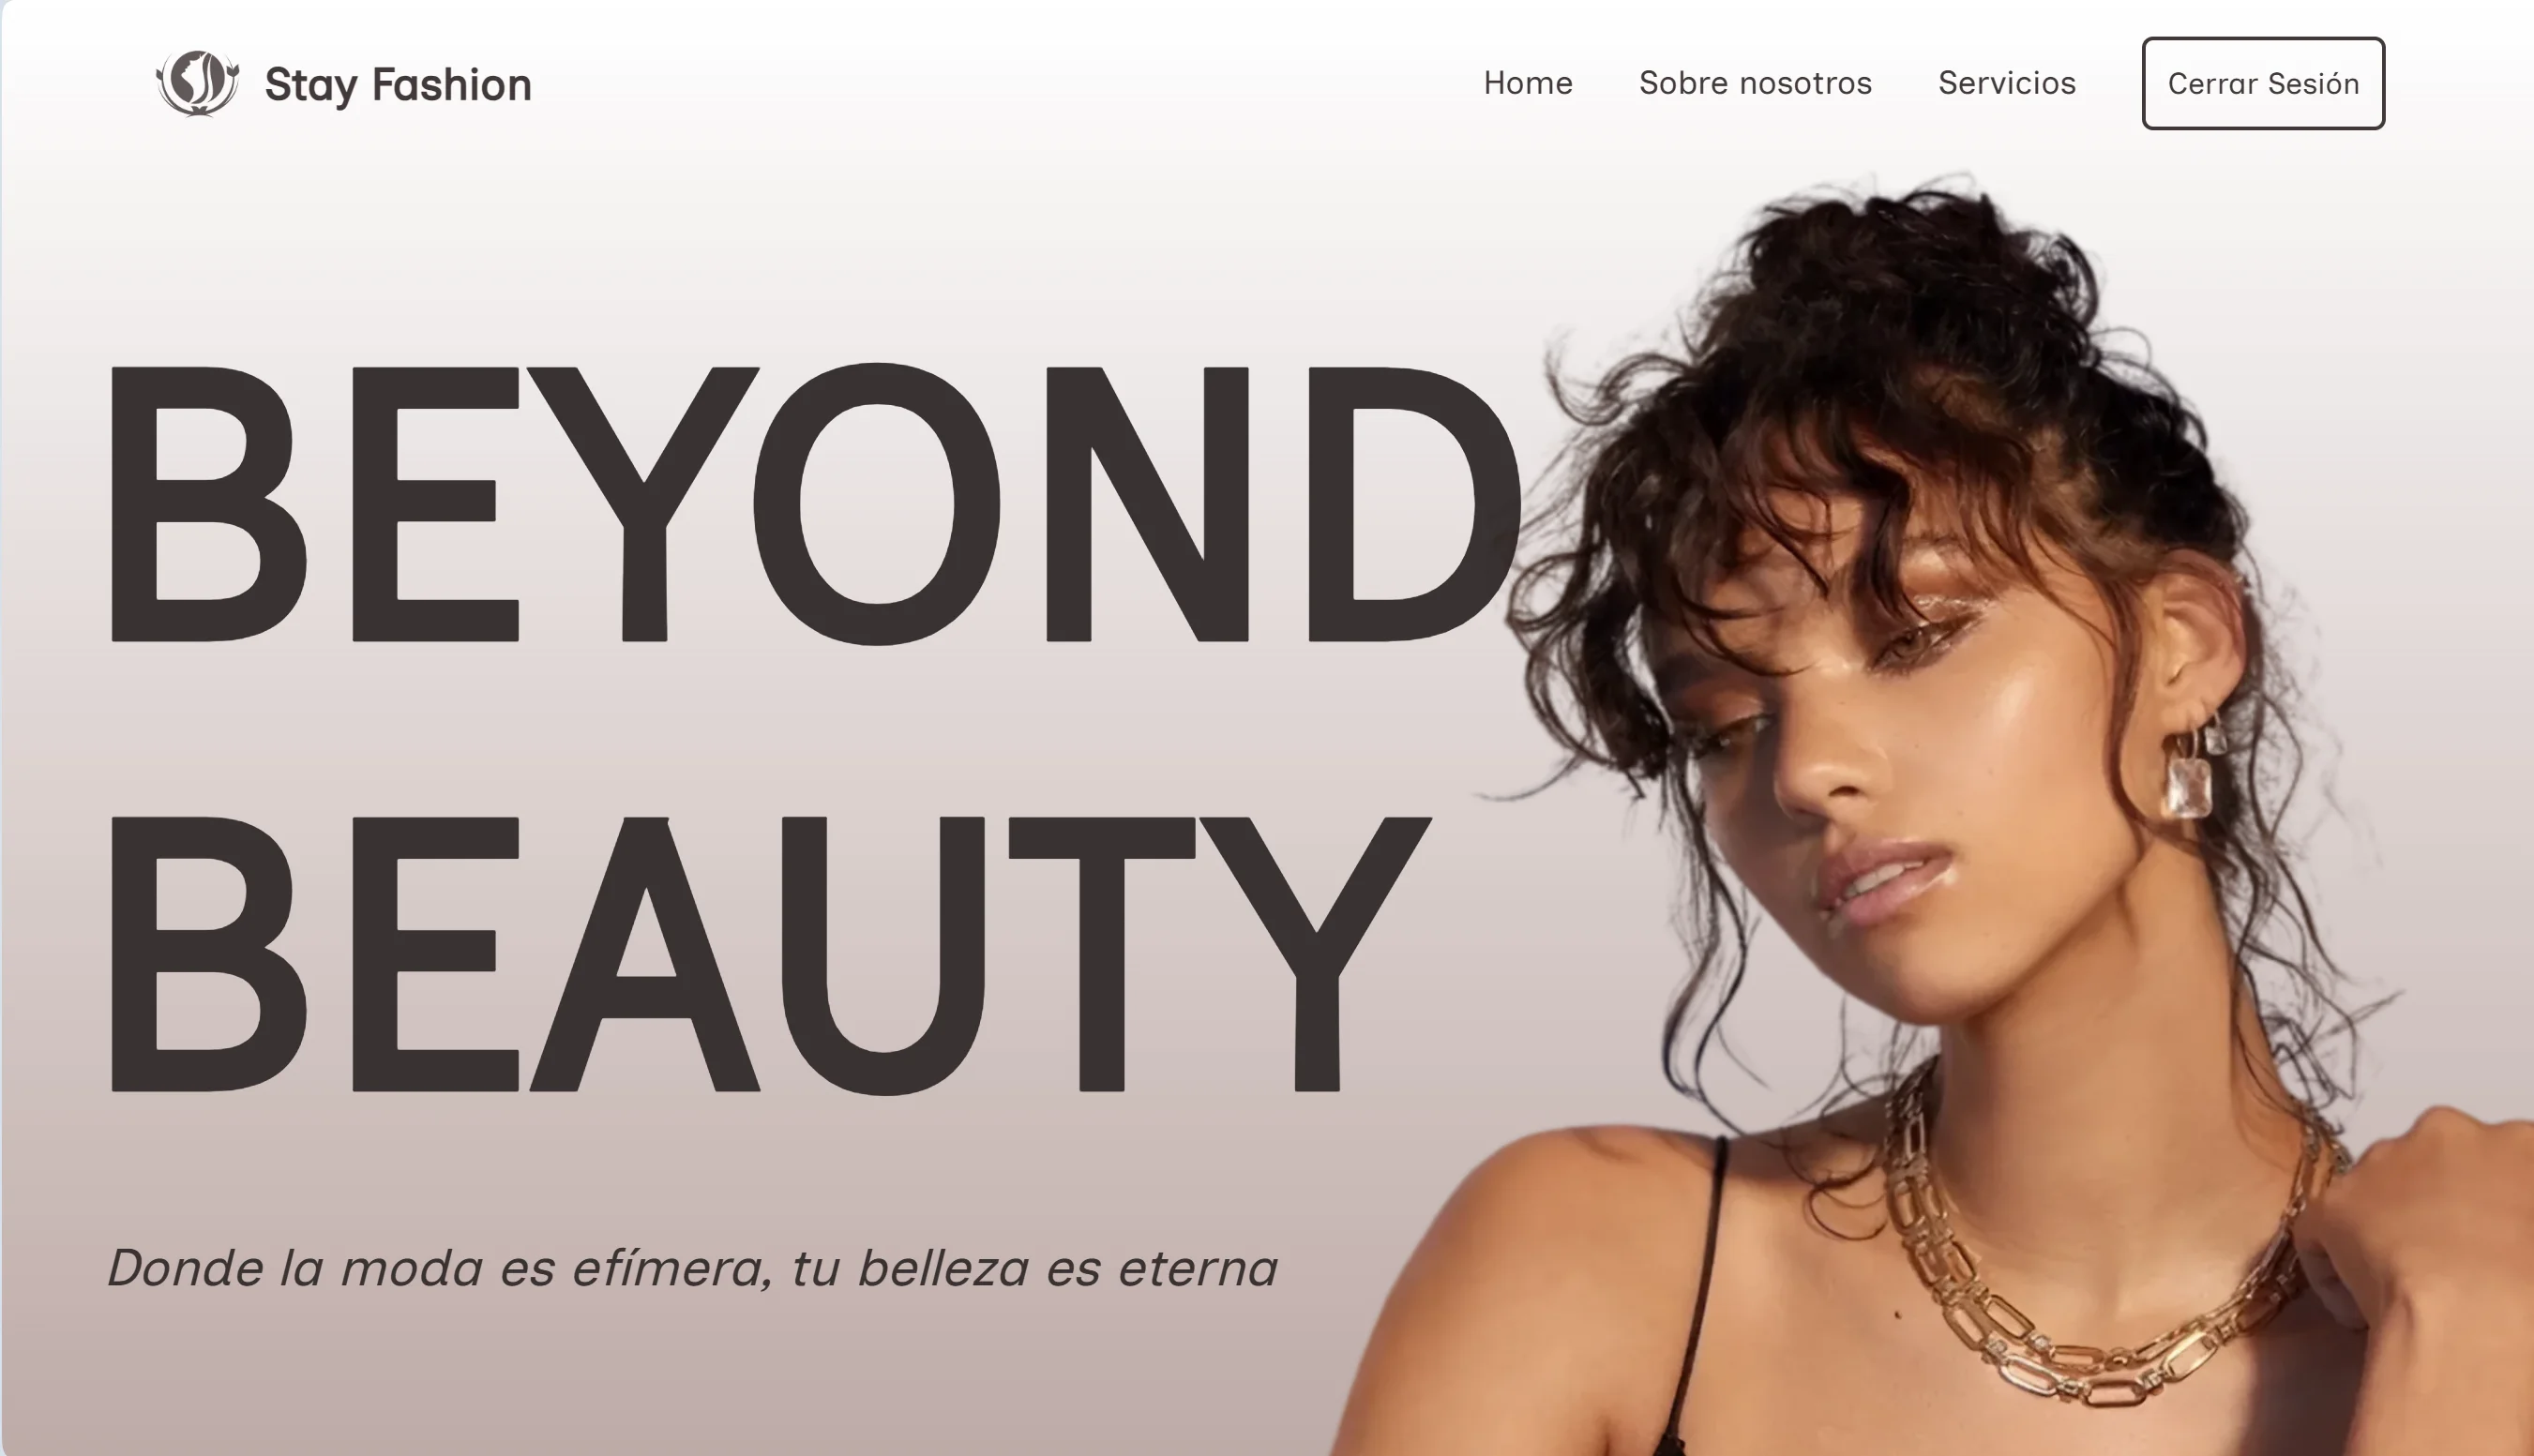 Stay Fashion
Home
Sobre nosotros
Servicios
Cerrar Sesión
BEYOND
BEAUTY
Donde la moda es efímera, tu belleza es eterna